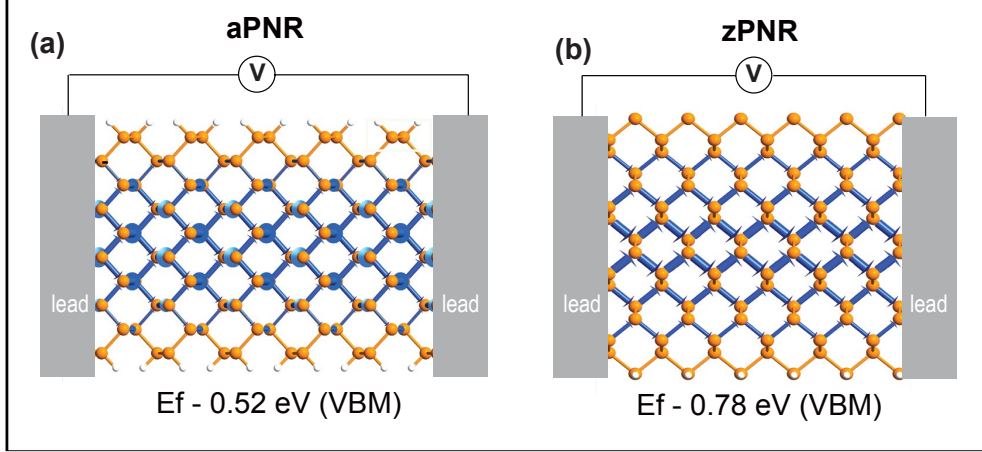 (a)
aPNR
V
lead
lead
Ef - 0.52 eV (VBM)
(b)
zPNR
V
lead
lead
Ef - 0.78 eV (VBM)